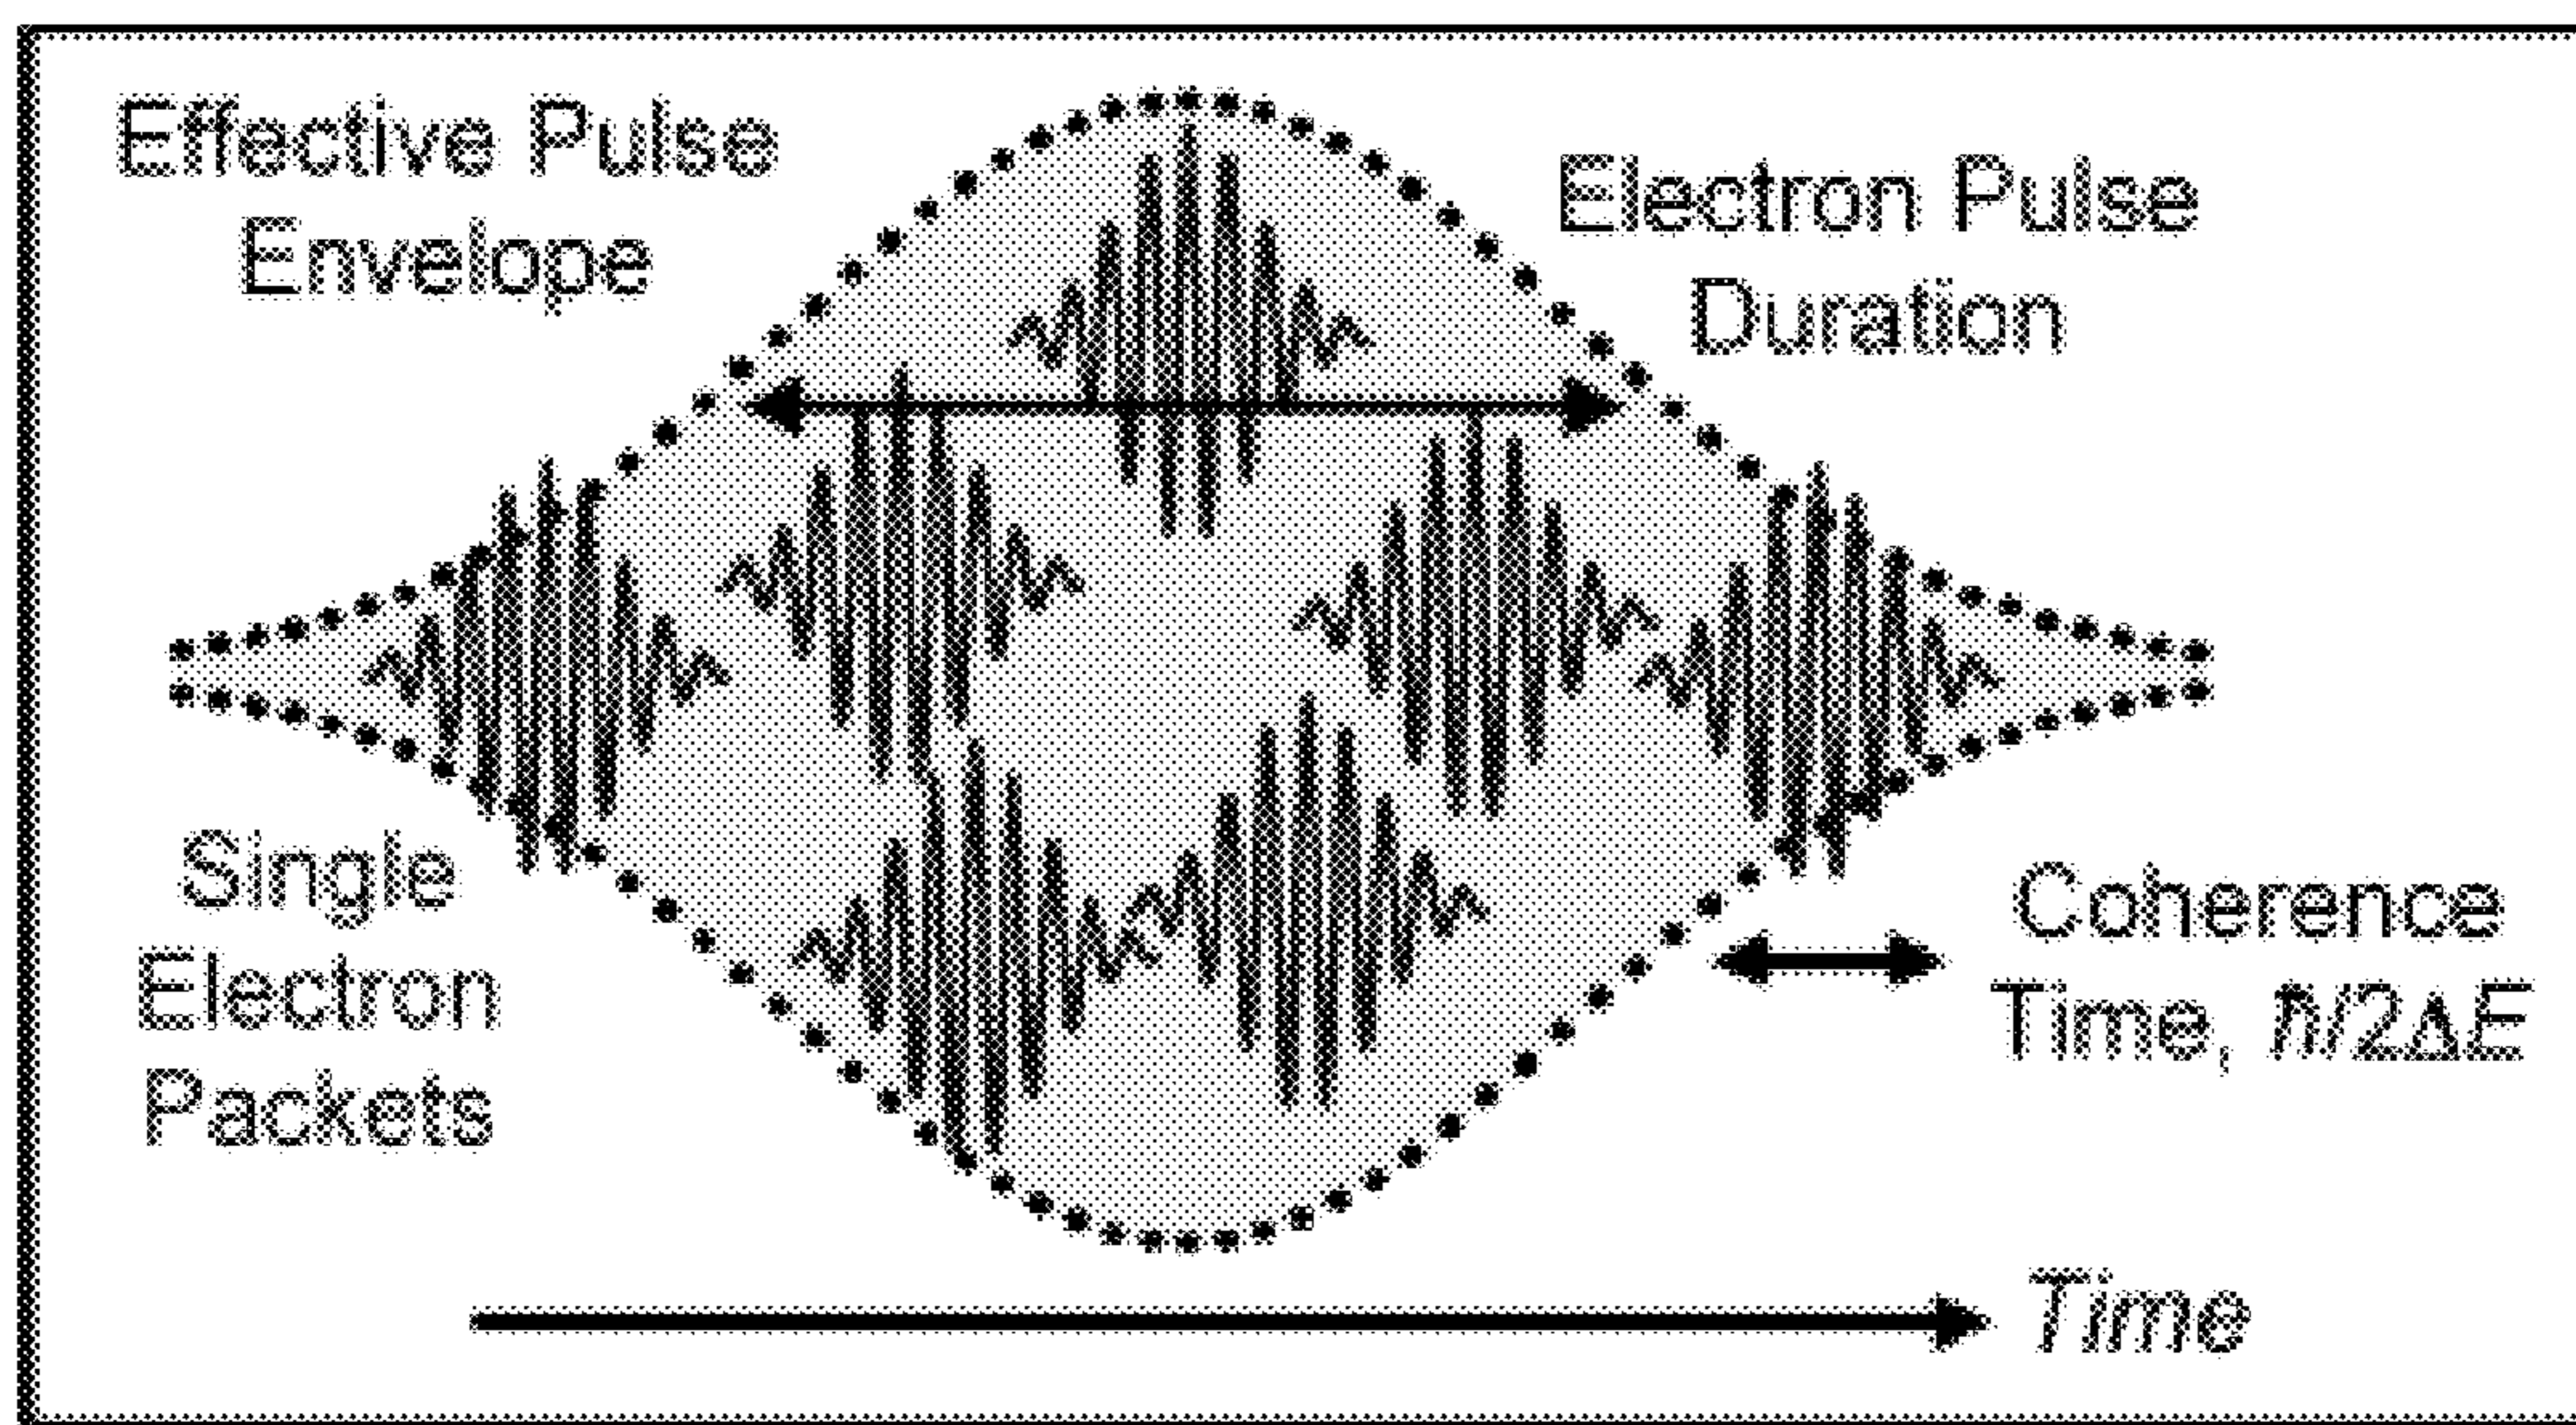 Effective Pulse
Envelope
Electron Pulse
Duration
Single
Electron
Packets
Coherence
Time, ℏ/2ΔE
Time